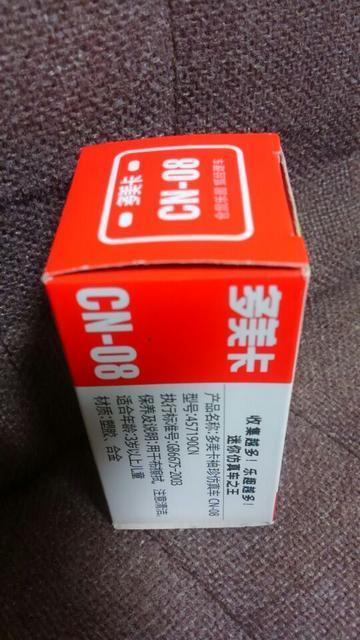 多美卡
CN-08
仓
多美卡
CN-08
收集越多！乐趣越多！
迷你仿真车之王
产品名称：多美卡袖珍仿真车 CN-08
型号：457190CN
执行标准号：GB6675-2003
保养及说明：用干布擦拭，注意清洁
适合年龄：3岁以上儿童
材质：塑胶、合金